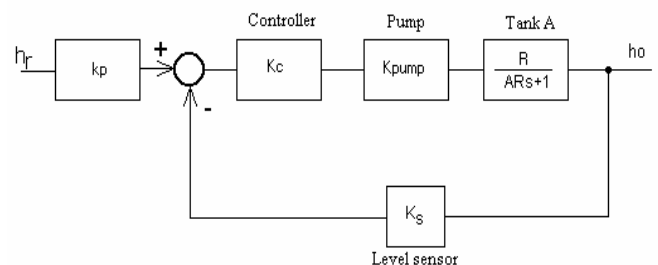 Controller Pump Tank A
hr kp + Kc Kpump R ho
ARs+1
-
Ks
Level sensor